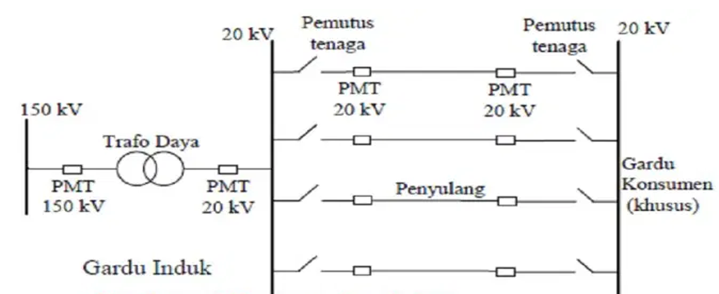 20 kV
Pemutus
tenaga
Pemutus
tenaga
20 kV
PMT
20 kV
PMT
20 kV
150 kV
Trafo Daya
PMT
150 kV
PMT
20 kV
Penyulang
Gardu
Konsumen
(khusus)
Gardu Induk